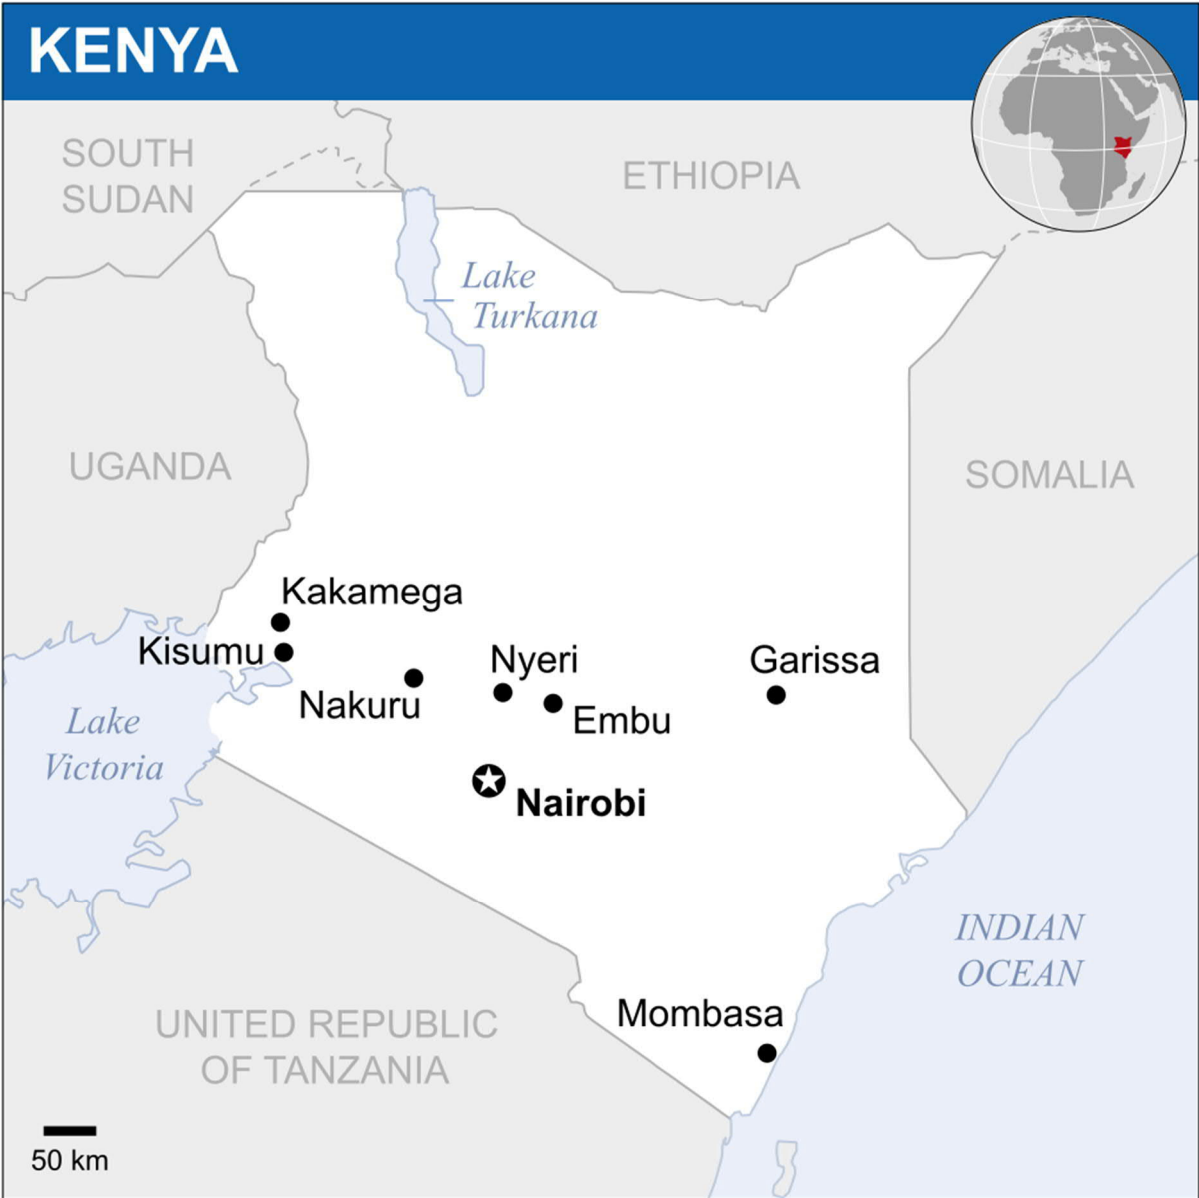 KENYA
SOUTH
SUDAN
ETHIOPIA
Lake
Turkana
UGANDA
SOMALIA
Kakamega
Kisumu
Nyeri
Garissa
Nakuru
Embu
Lake
Victoria
Nairobi
INDIAN
OCEAN
Mombasa
UNITED REPUBLIC
OF TANZANIA
50 km